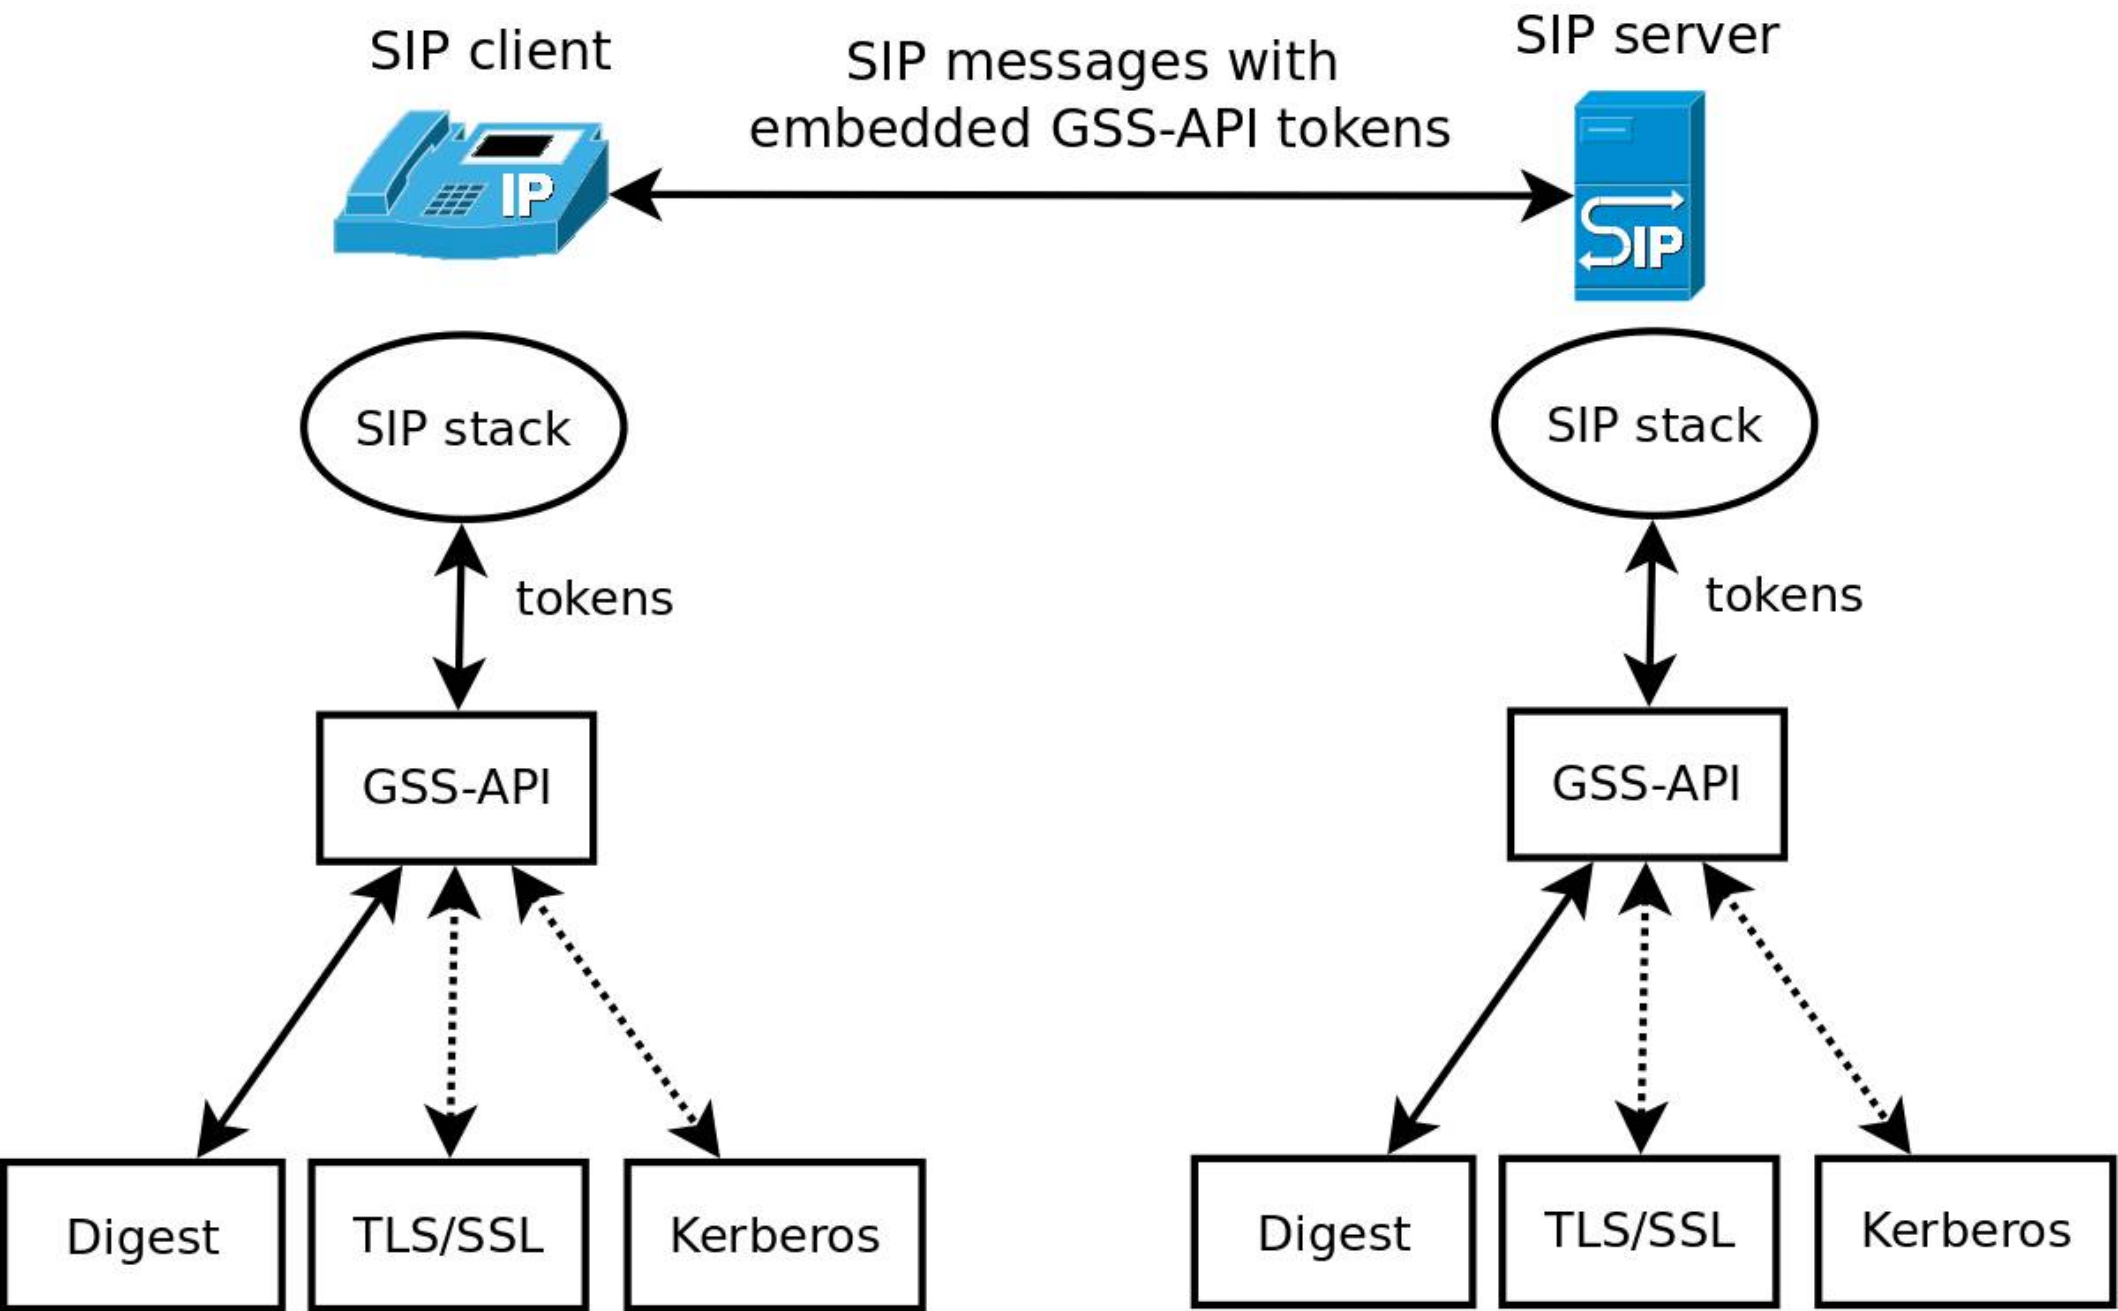 SIP client
SIP messages with
embedded GSS-API tokens
SIP server
IP
SIP
SIP stack
SIP stack
tokens
tokens
GSS-API
GSS-API
Digest
TLS/SSL
Kerberos
Digest
TLS/SSL
Kerberos